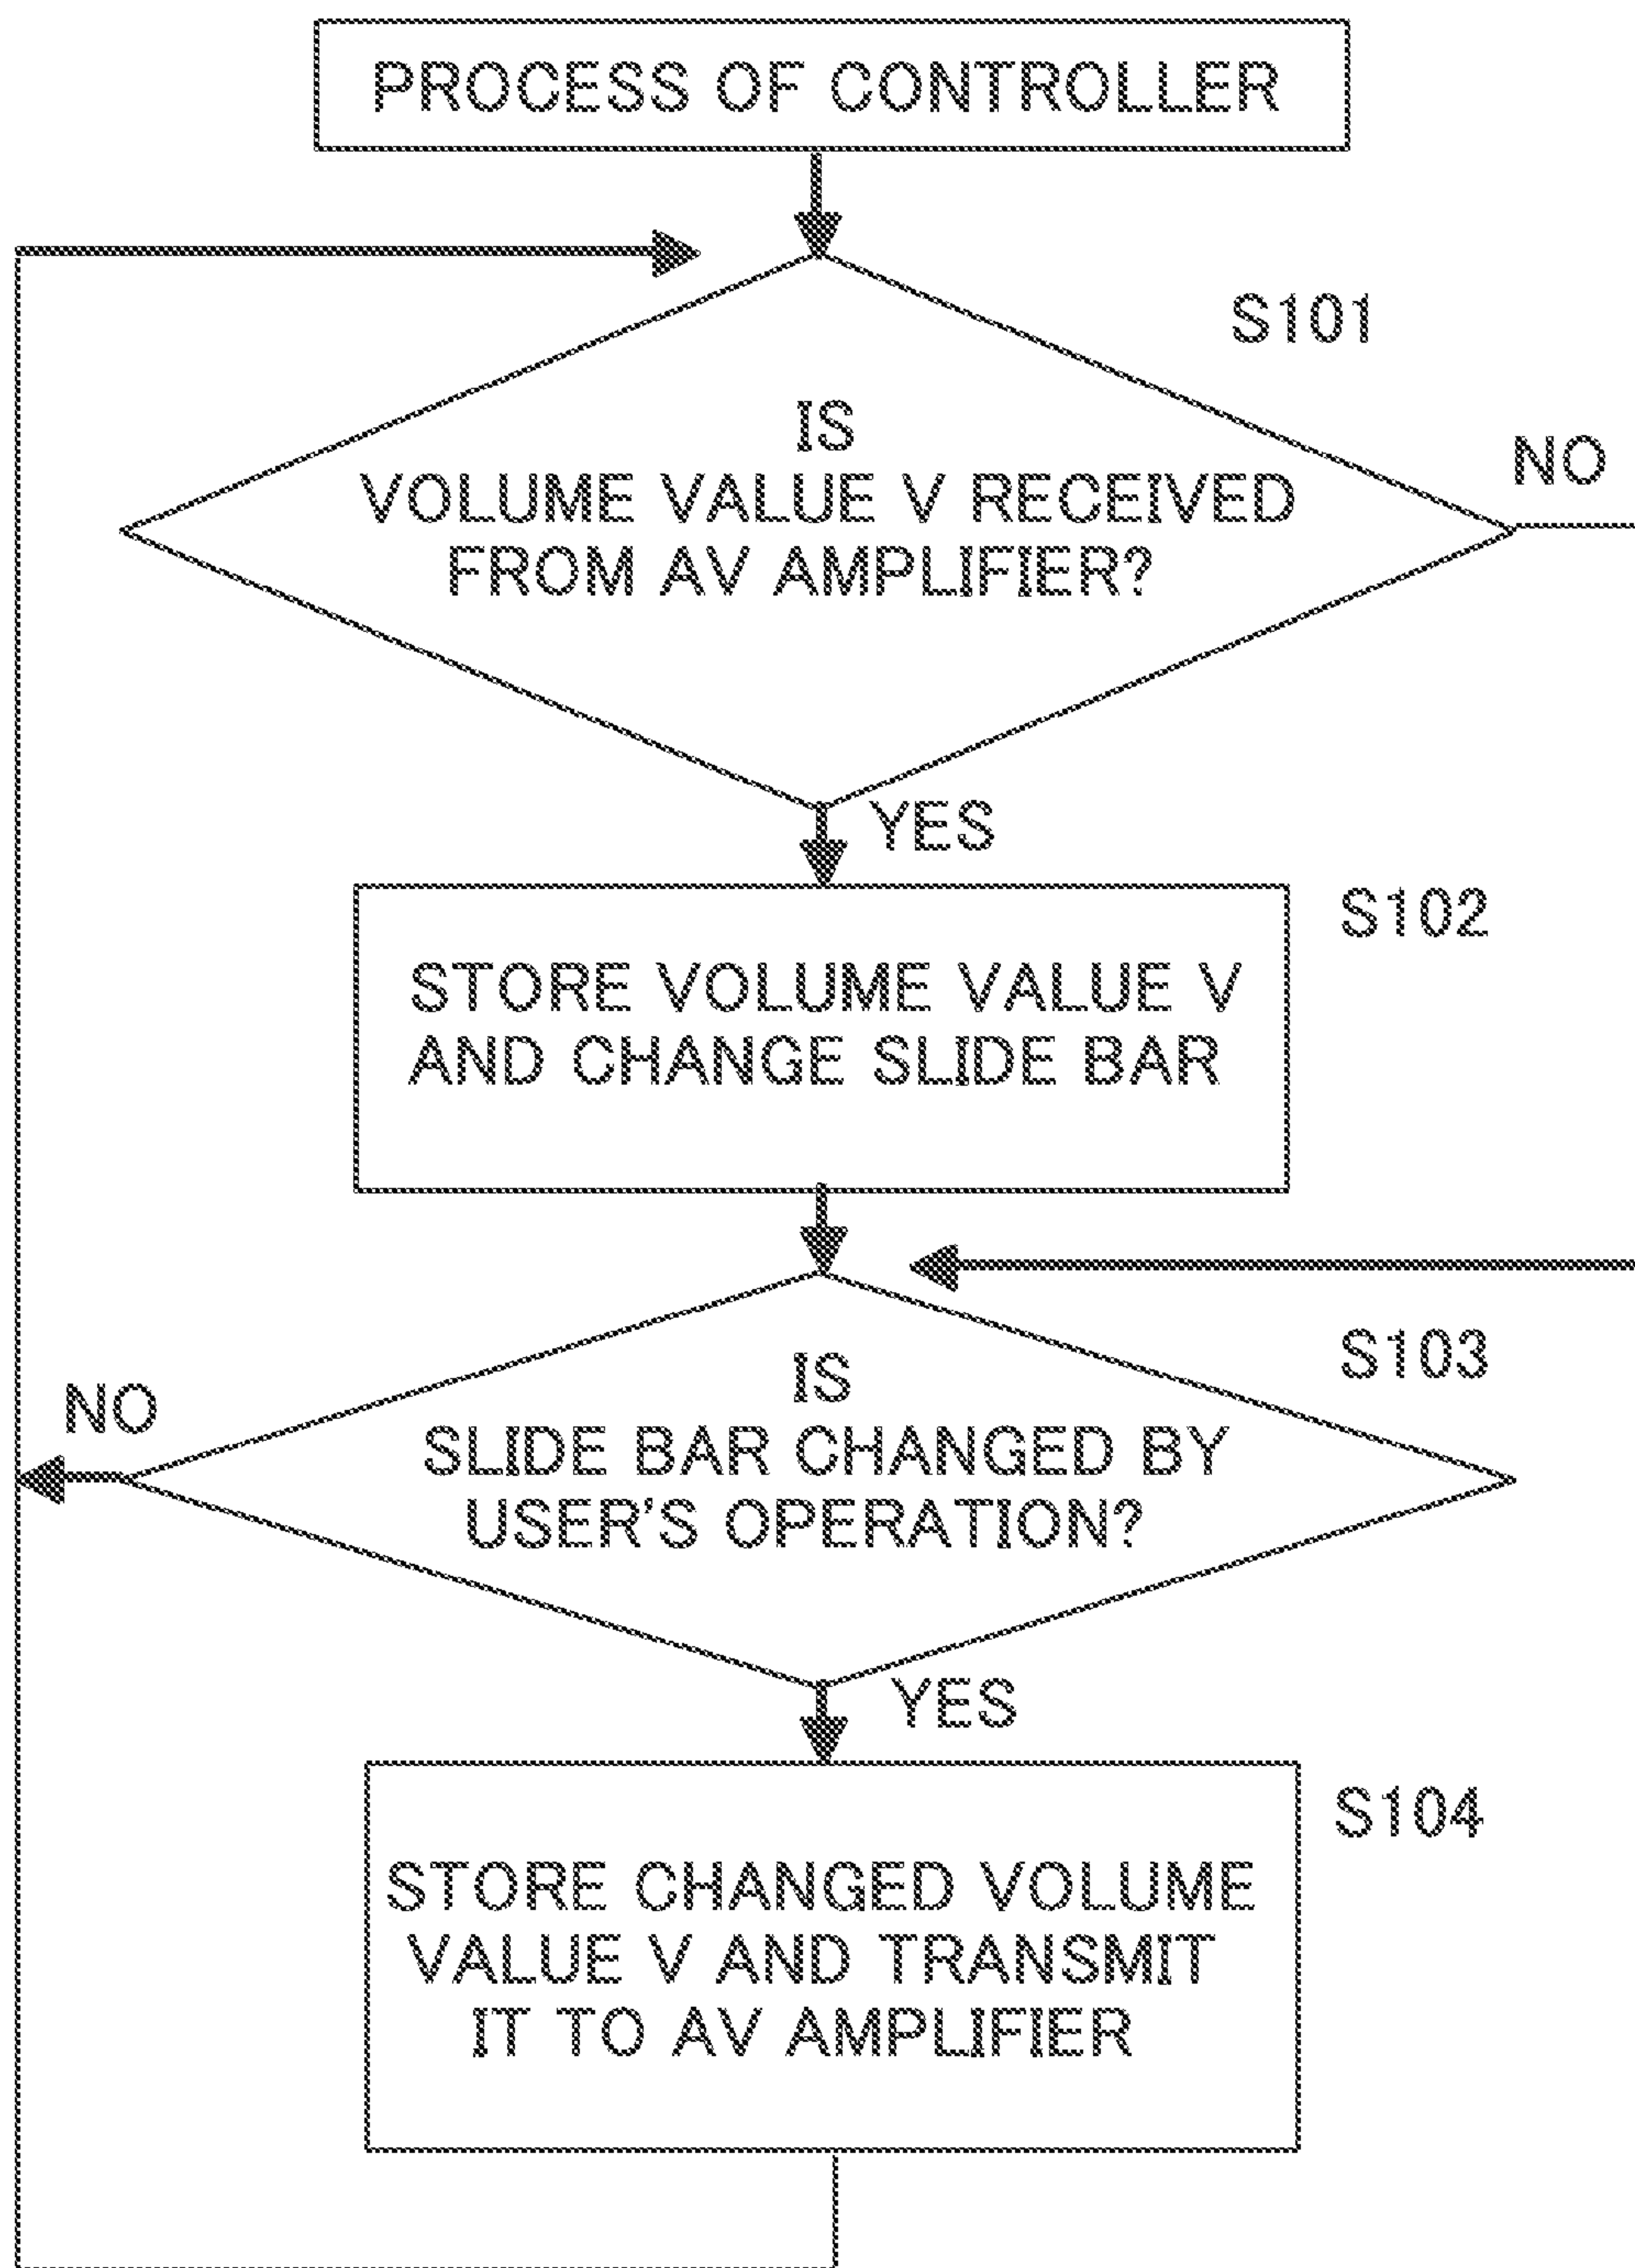 PROCESS OF CONTROLLER
S101
IS
VOLUME VALUE V RECEIVED
FROM AV AMPLIFIER?
NO
YES
S102
STORE VOLUME VALUE V
AND CHANGE SLIDE BAR
S103
IS
SLIDE BAR CHANGED BY
USER'S OPERATION?
NO
YES
S104
STORE CHANGED VOLUME
VALUE V AND TRANSMIT
IT TO AV AMPLIFIER